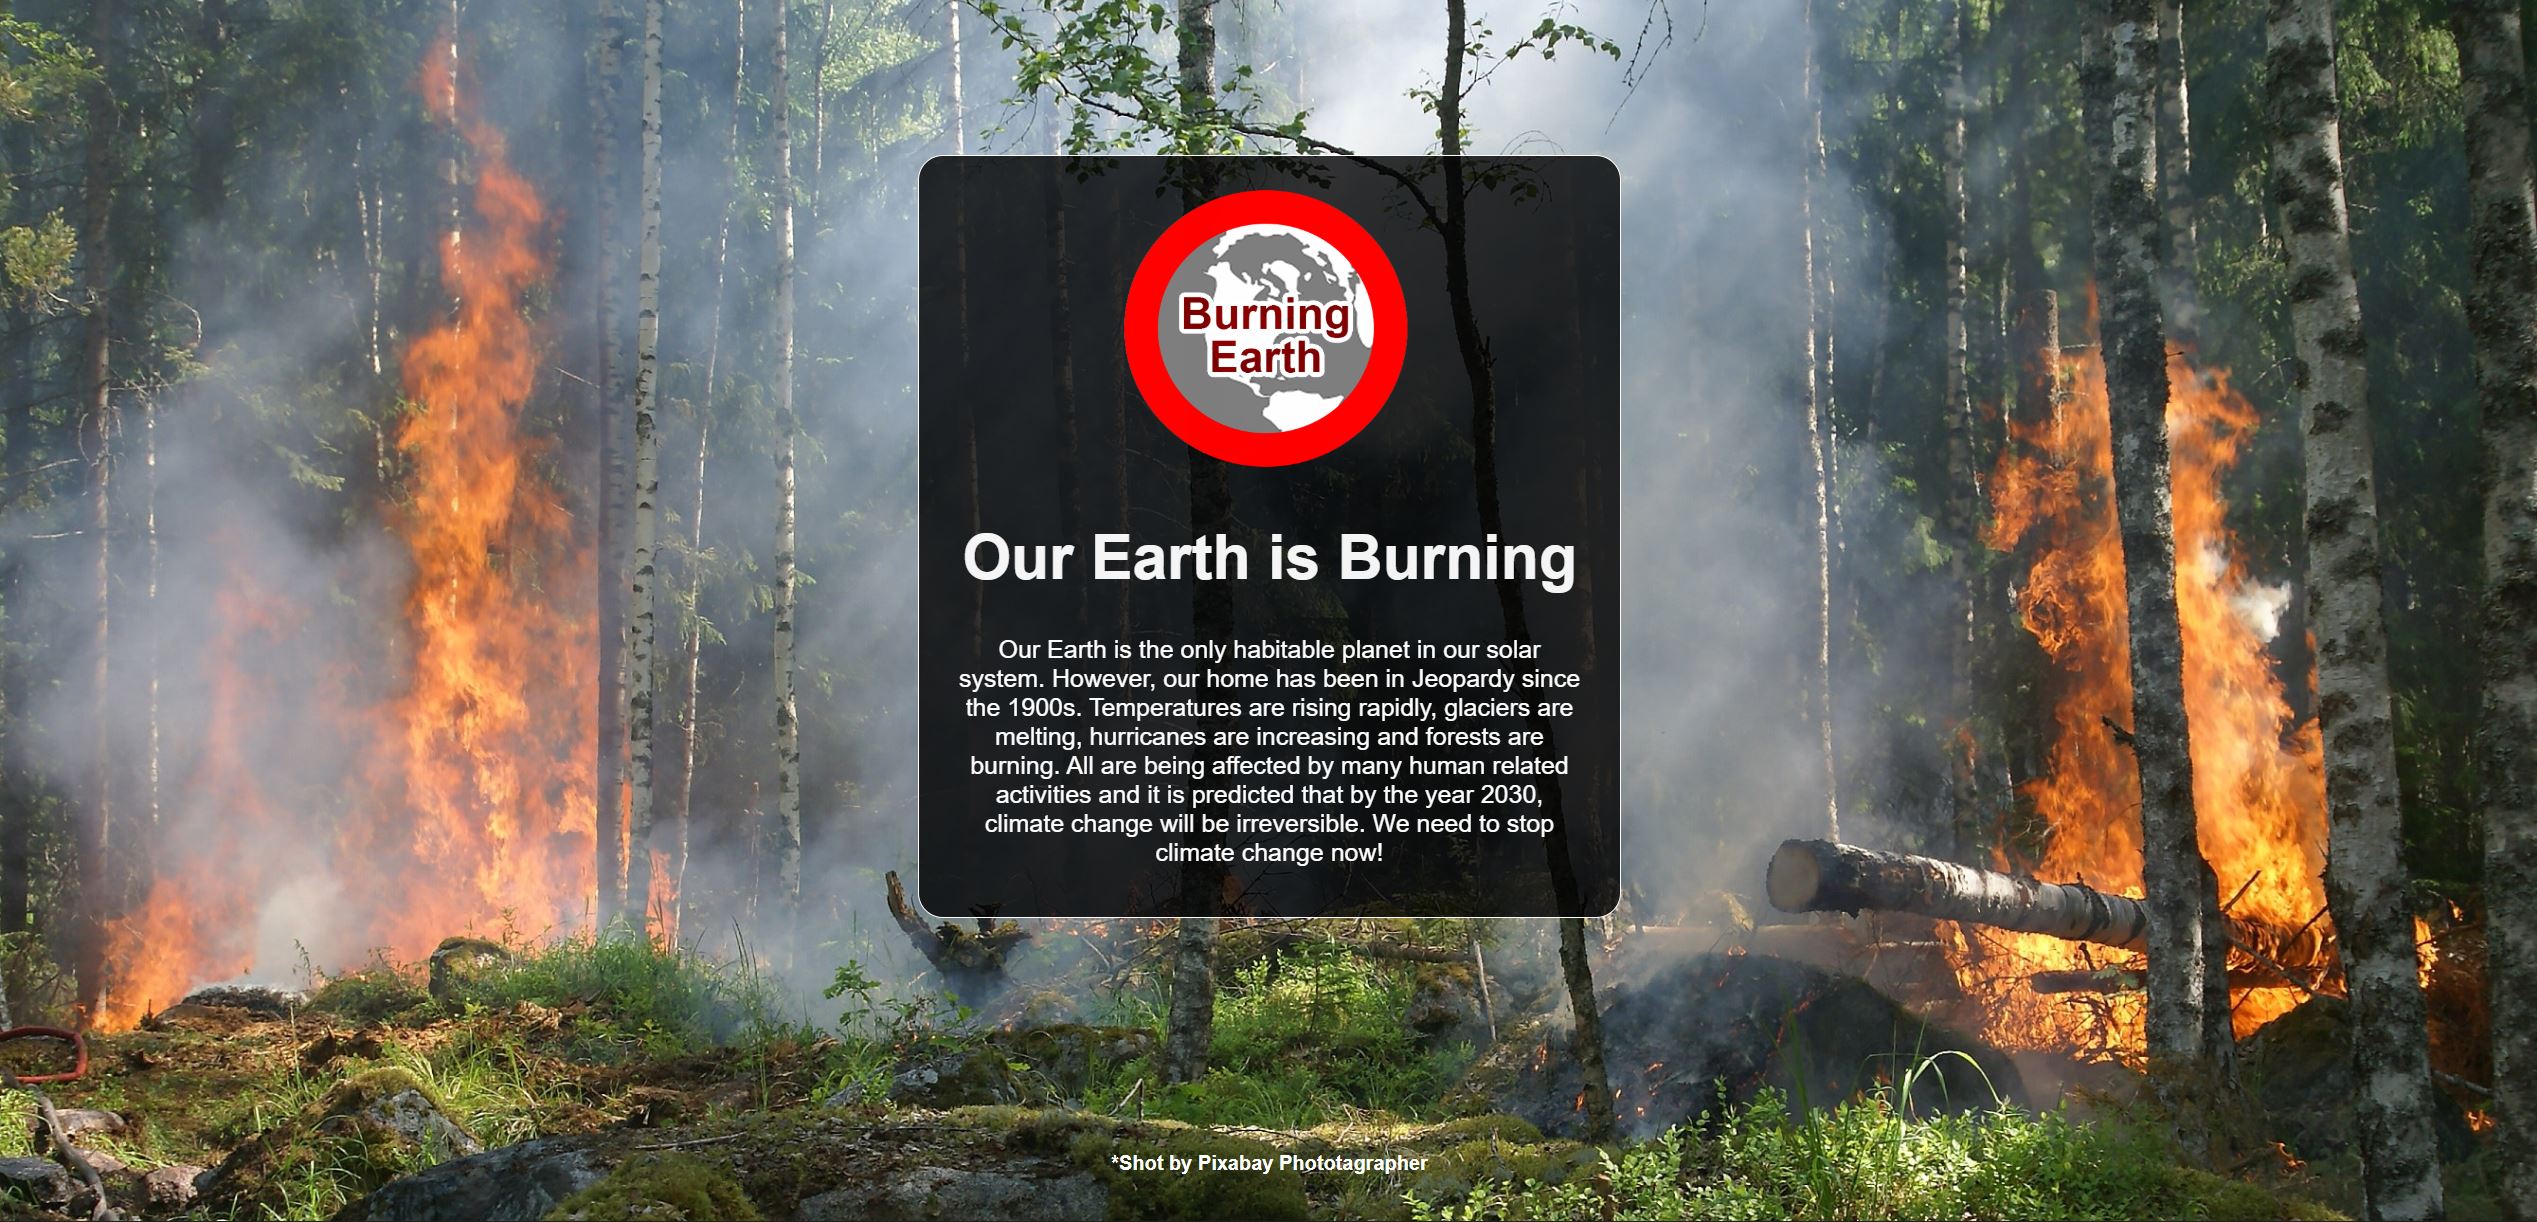 Burning
Earth
Our Earth is Burning
Our Earth is the only habitable planet in our solar
system. However, our home has been in Jeopardy since
the 1900s. Temperatures are rising rapidly, glaciers are
melting, hurricanes are increasing and forests are
burning. All are being affected by many human related
activities and it is predicted that by the year 2030,
climate change will be irreversible. We need to stop
climate change now!
*Shot by Pixabay Phototagrapher